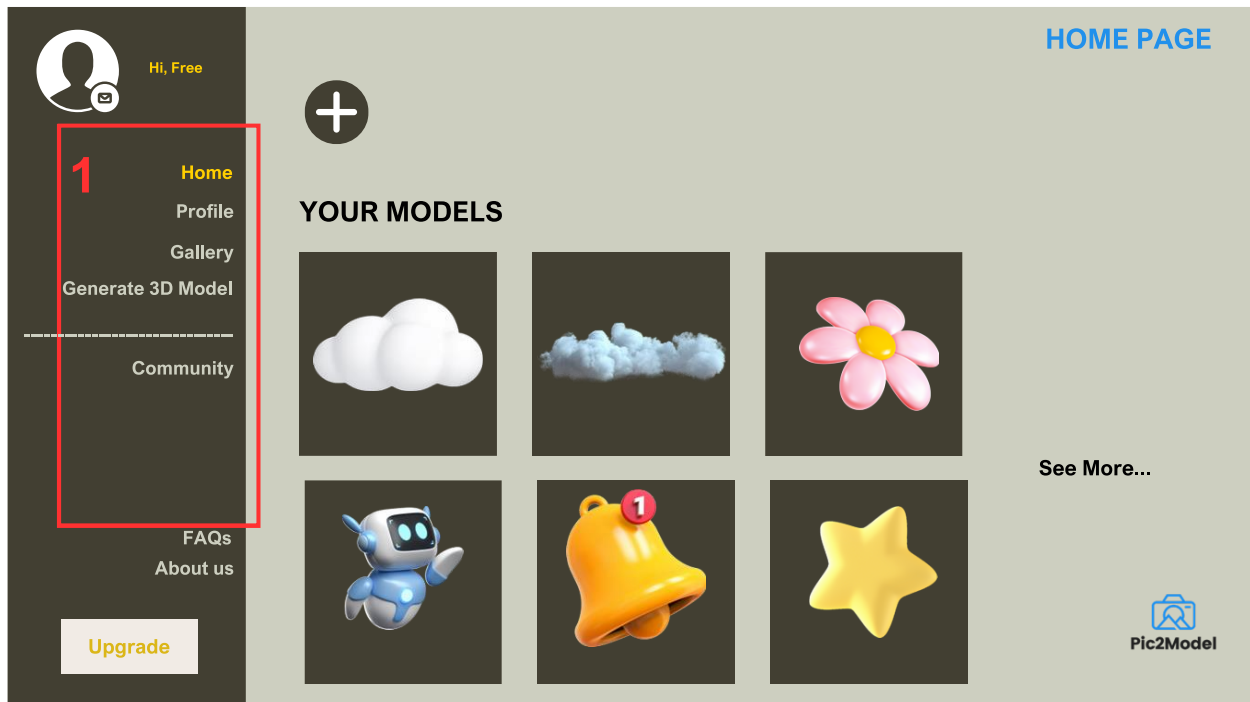 HOME PAGE
Hi, Free
1
Home
Profile
Gallery
Generate 3D Model
Community
FAQs
About us
Upgrade
YOUR MODELS
1
See More...
Pic2Model